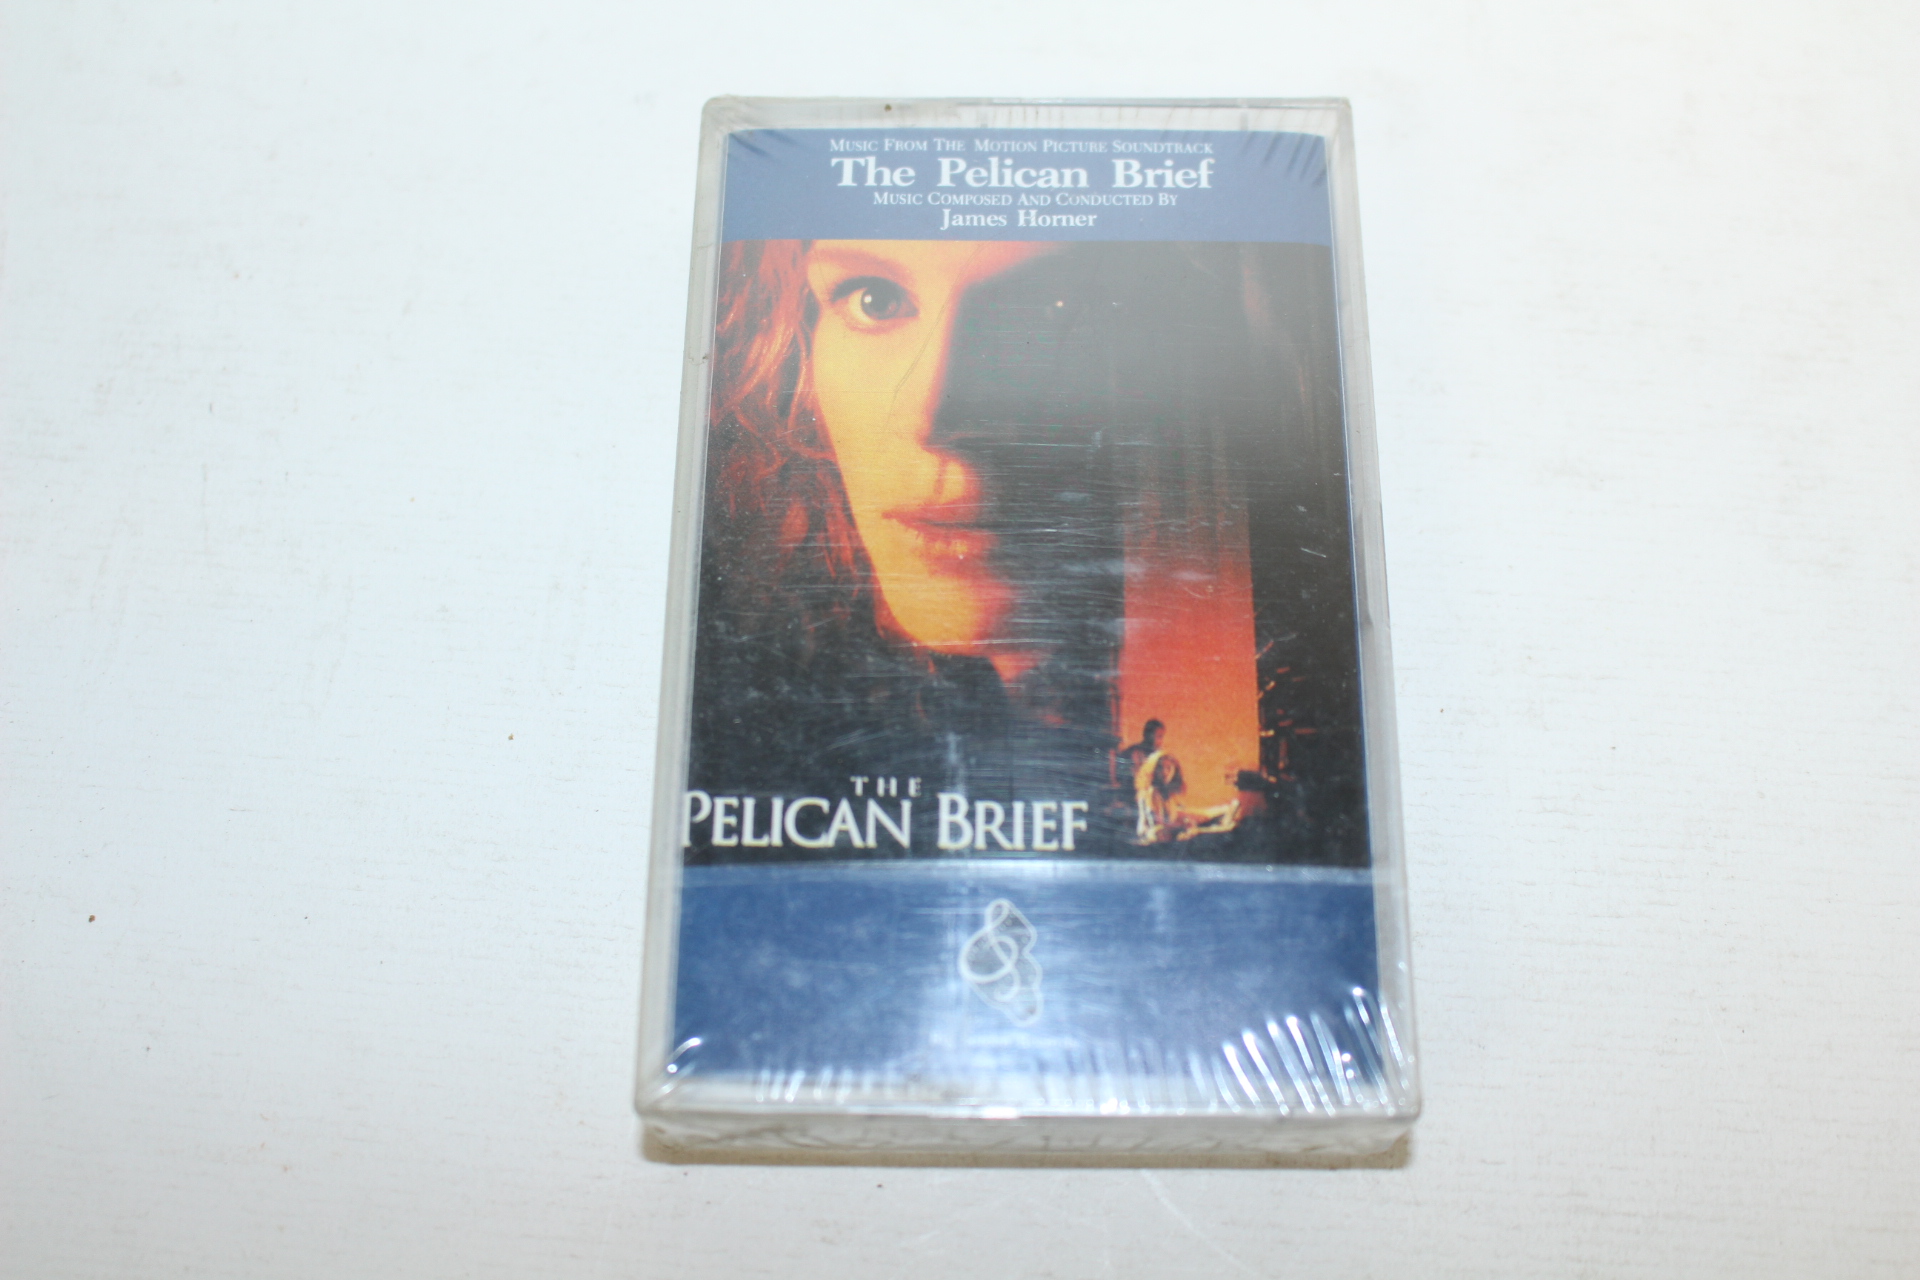 MUSIC FROM THE MOTION PICTURE SOUNDTRACK
The Pelican Brief
MUSIC COMPOSED AND CONDUCTED BY
James Horner
THE
PELICAN BRIEF